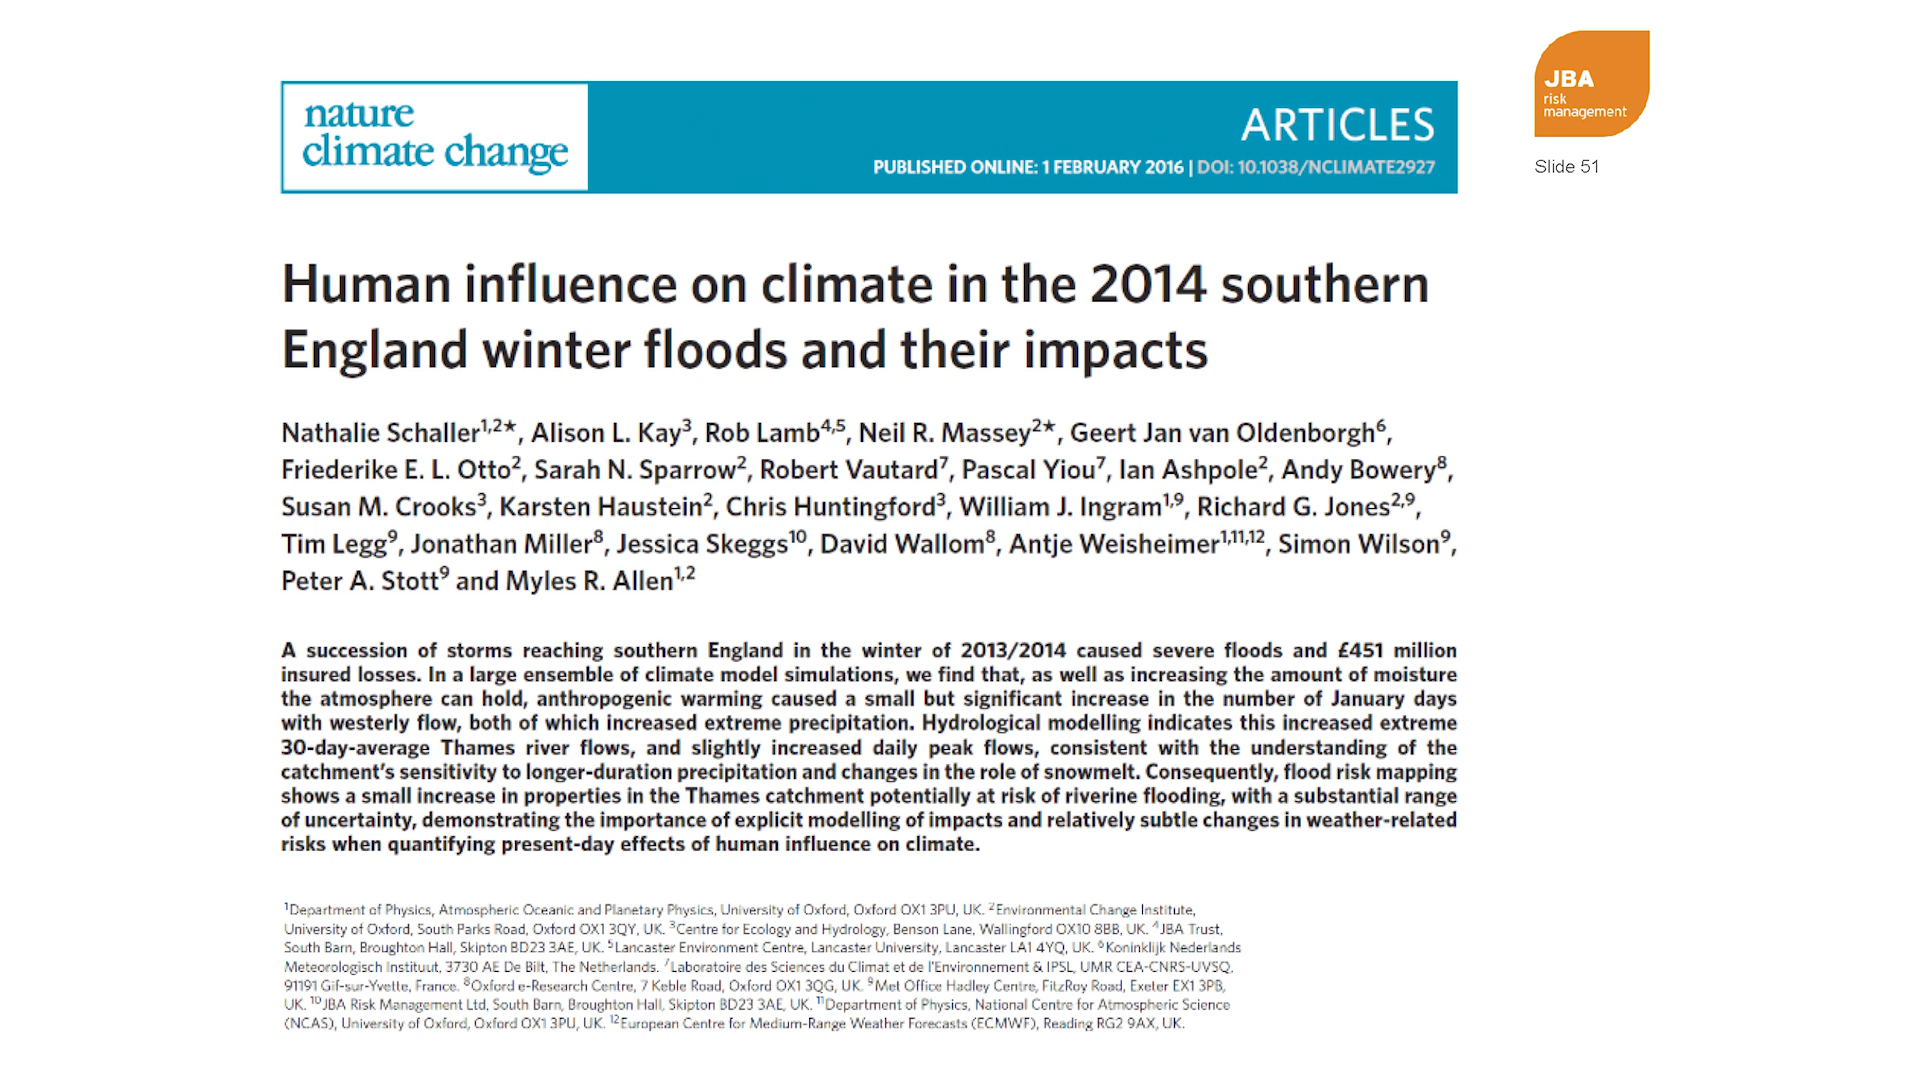 nature
climate change
ARTICLES
PUBLISHED ONLINE: 1 FEBRUARY 2016 | DOI: 10.1038/NCLIMATE2927
JBA
risk
management
Slide 51
Human influence on climate in the 2014 southern
England winter floods and their impacts
Nathalie Schaller1,2*, Alison L. Kay3, Rob Lamb4,5, Neil R. Massey2*, Geert Jan van Oldenborgh6,
Friederike E. L. Otto2, Sarah N. Sparrow2, Robert Vautard7, Pascal Yiou7, Ian Ashpole2, Andy Bowery8,
Susan M. Crooks3, Karsten Haustein2, Chris Huntingford3, William J. Ingram1,9, Richard G. Jones2,9,
Tim Legg9, Jonathan Miller8, Jessica Skeggs10, David Wallom8, Antje Weisheimer1,11,12, Simon Wilson9,
Peter A. Stott9 and Myles R. Allen1,2
A succession of storms reaching southern England in the winter of 2013/2014 caused severe floods and £451 million
insured losses. In a large ensemble of climate model simulations, we find that, as well as increasing the amount of moisture
the atmosphere can hold, anthropogenic warming caused a small but significant increase in the number of January days
with westerly flow, both of which increased extreme precipitation. Hydrological modelling indicates this increased extreme
30-day-average Thames river flows, and slightly increased daily peak flows, consistent with the understanding of the
catchment's sensitivity to longer-duration precipitation and changes in the role of snowmelt. Consequently, flood risk mapping
shows a small increase in properties in the Thames catchment potentially at risk of riverine flooding, with a substantial range
of uncertainty, demonstrating the importance of explicit modelling of impacts and relatively subtle changes in weather-related
risks when quantifying present-day effects of human influence on climate.
1Department of Physics, Atmospheric Oceanic and Planetary Physics, University of Oxford, Oxford OX1 3PU, UK. 2Environmental Change Institute,
University of Oxford, South Parks Road, Oxford OX1 3QY, UK. 3Centre for Ecology and Hydrology, Benson Lane, Wallingford OX10 8BB, UK. 4JBA Trust,
South Barn, Broughton Hall, Skipton BD23 3AE, UK. 5Lancaster Environment Centre, Lancaster University, Lancaster LA1 4YQ, UK. 6Koninklijk Nederlands
Meteorologisch Instituut, 3730 AE De Bilt, The Netherlands. 7Laboratoire des Sciences du Climat et de l'Environnement & IPSL, UMR CEA-CNRS-UVSQ,
91191 Gif-sur-Yvette, France. 8Oxford e-Research Centre, 7 Keble Road, Oxford OX1 3QG, UK. 9Met Office Hadley Centre, FitzRoy Road, Exeter EX1 3PB,
UK. 10JBA Risk Management Ltd, South Barn, Broughton Hall, Skipton BD23 3AE, UK. 11Department of Physics, National Centre for Atmospheric Science
(NCAS), University of Oxford, Oxford OX1 3PU, UK. 12European Centre for Medium-Range Weather Forecasts (ECMWF), Reading RG2 9AX, UK.